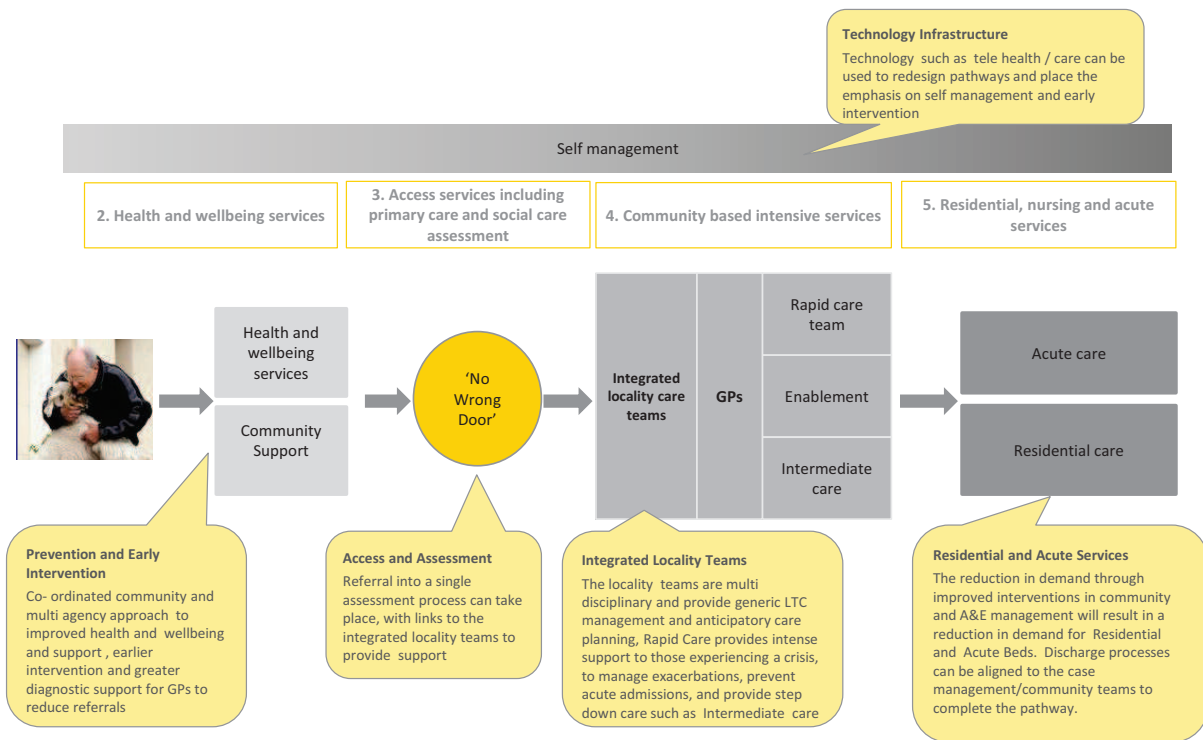 Technology Infrastructure
Technology such as tele health / care can be
used to redesign pathways and place the
emphasis on self management and early
intervention
Self management
2. Health and wellbeing services
3. Access services including
primary care and social care
assessment
4. Community based intensive services
5. Residential, nursing and acute
services
Health and
wellbeing
services
Community
Support
‘No
Wrong
Door’
Integrated
locality care
teams
GPs
Rapid care
team
Enablement
Intermediate
care
Acute care
Residential care
Prevention and Early
Intervention
Co- ordinated community and
multi agency approach to
improved health and wellbeing
and support , earlier
intervention and greater
diagnostic support for GPs to
reduce referrals
Access and Assessment
Referral into a single
assessment process can take
place, with links to the
integrated locality teams to
provide support
Integrated Locality Teams
The locality teams are multi
disciplinary and provide generic LTC
management and anticipatory care
planning, Rapid Care provides intense
support to those experiencing a crisis,
to manage exacerbations, prevent
acute admissions, and provide step
down care such as Intermediate care
Residential and Acute Services
The reduction in demand through
improved interventions in community
and A&E management will result in a
reduction in demand for Residential
and Acute Beds. Discharge processes
can be aligned to the case
management/community teams to
complete the pathway.